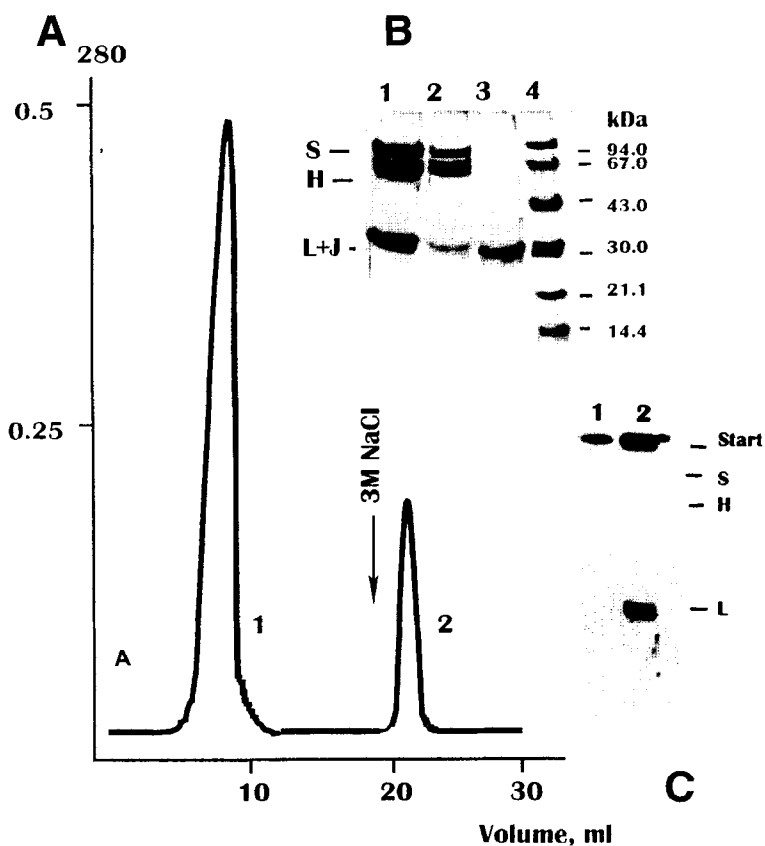 A
B
280
0.5
0.25
1 2 3 4
kDa
S – – 94.0
– 67.0
H –
– 43.0
L+J - – 30.0
– 21.1
– 14.4
3M NaCl
1
2
A
1 2
– Start
– S
– H
– L
C
10 20 30
Volume, ml